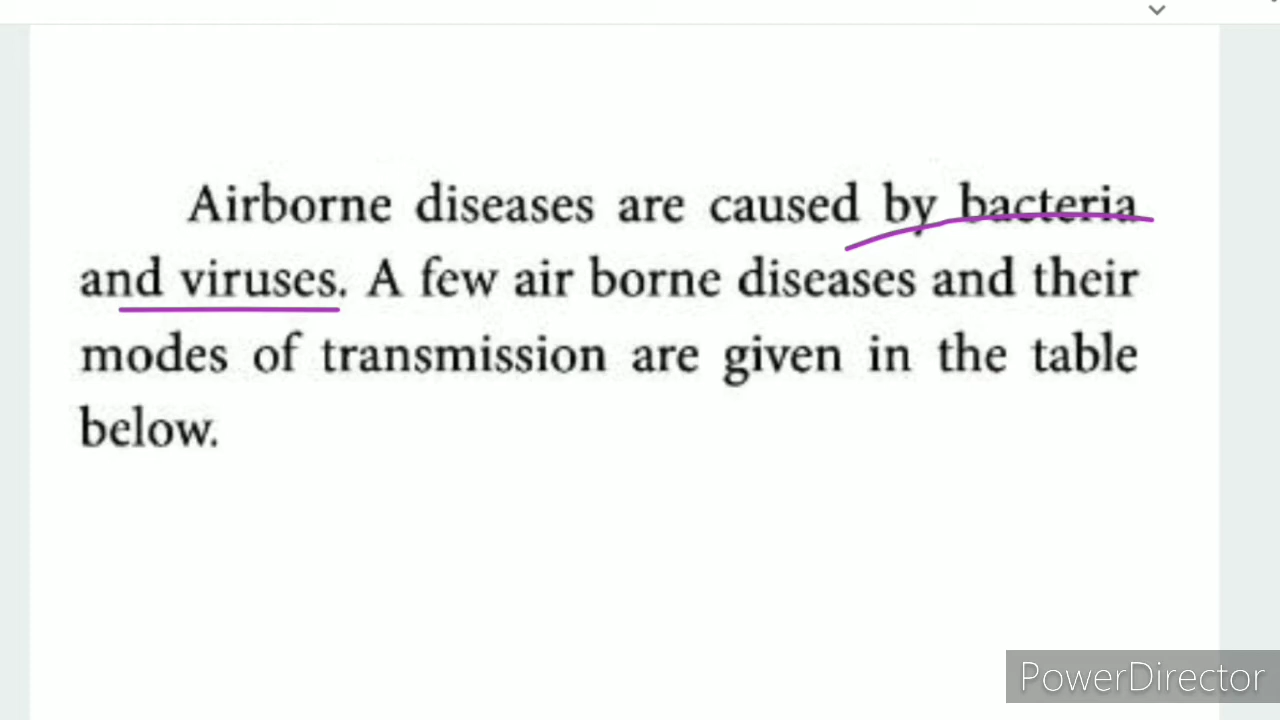 Airborne diseases are caused by bacteria
and viruses. A few air borne diseases and their
modes of transmission are given in the table
below.
PowerDirector